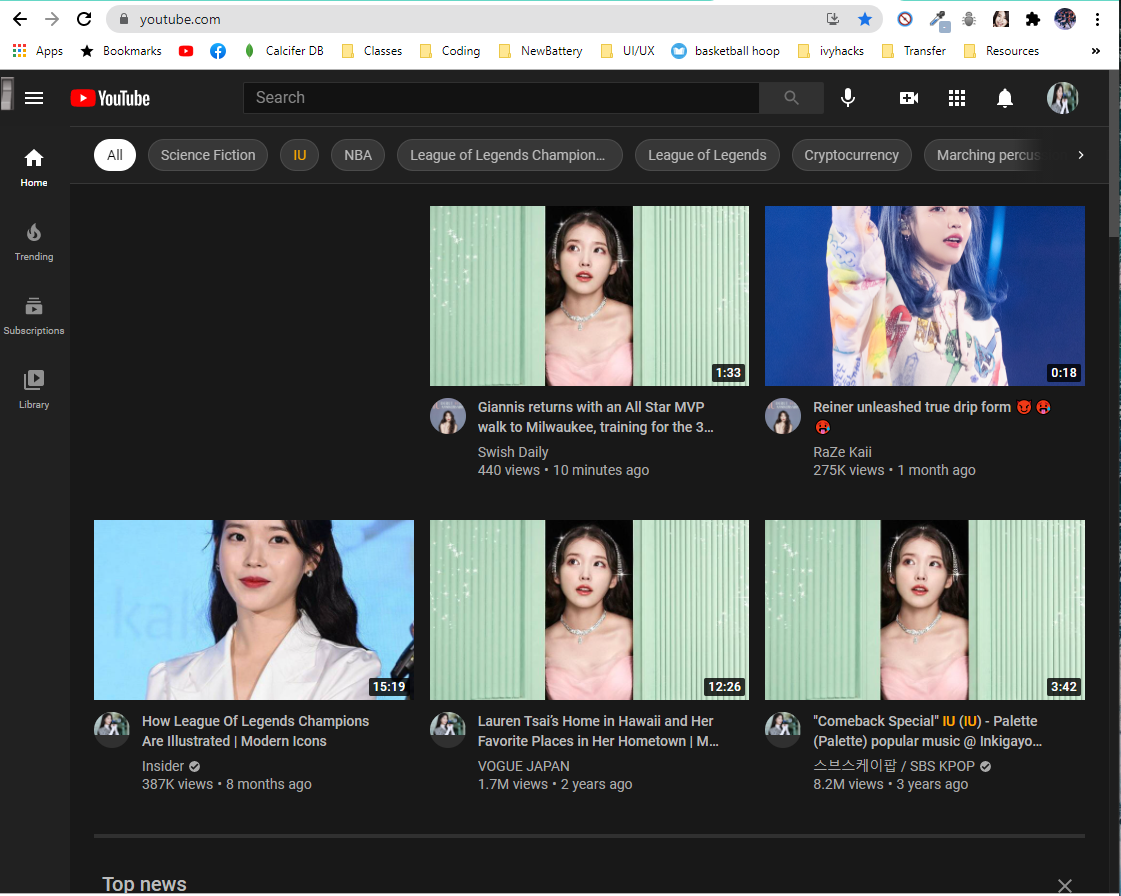 youtube.com
Apps
Bookmarks
Calcifer DB
Classes
Coding
NewBattery
UI/UX
basketball hoop
ivyhacks
Transfer
Resources
»
YouTube
Search
All
Science Fiction
IU
NBA
League of Legends Champion...
League of Legends
Cryptocurrency
Marching percus
Home
Trending
Subscriptions
Library
1:33
Giannis returns with an All Star MVP
walk to Milwaukee, training for the 3...
Swish Daily
440 views • 10 minutes ago
0:18
Reiner unleashed true drip form 😈 🥵
🥵
RaZe Kaii
275K views • 1 month ago
kak
15:19
How League Of Legends Champions
Are Illustrated | Modern Icons
Insider
387K views • 8 months ago
12:26
Lauren Tsai’s Home in Hawaii and Her
Favorite Places in Her Hometown | M...
VOGUE JAPAN
1.7M views • 2 years ago
3:42
"Comeback Special" IU (IU) - Palette
(Palette) popular music @ Inkigayo...
스브스케이팝 / SBS KPOP
8.2M views • 3 years ago
Top news